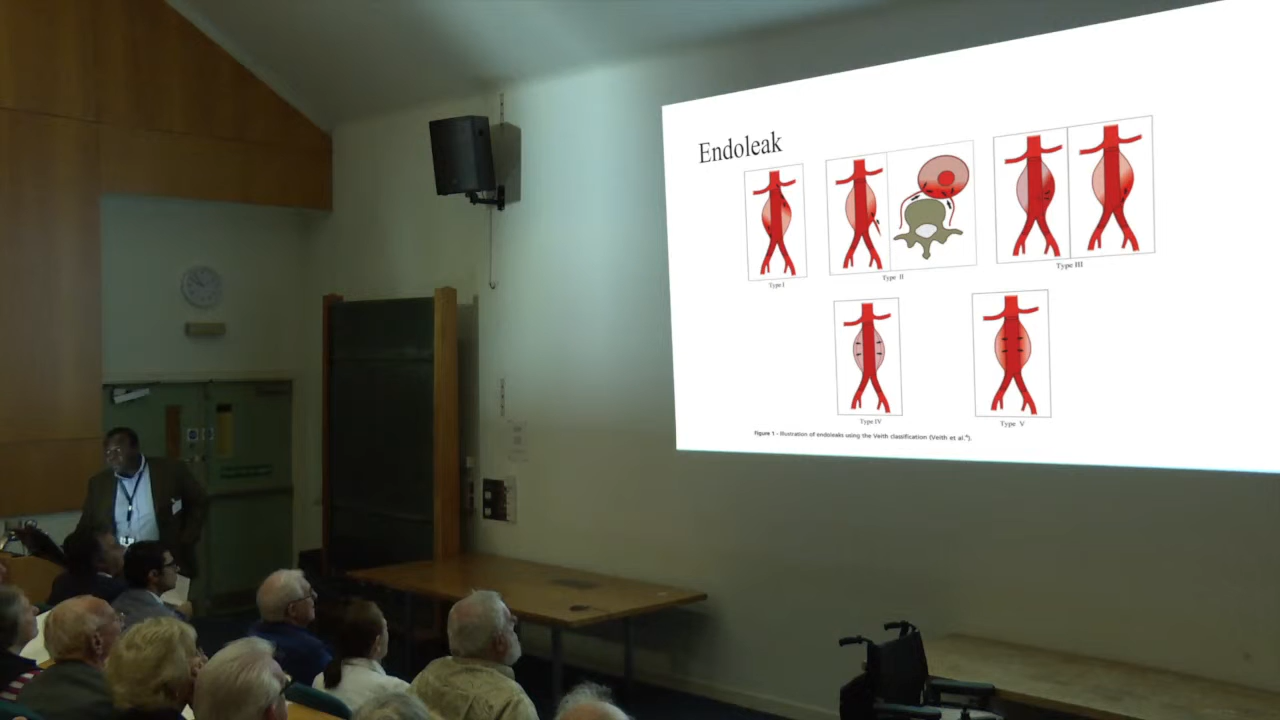 Endoleak
Type I
Type II
Type III
Type IV
Type V
Figure 1 - Illustration of endoleaks using the Veith classification (Veith et al.⁴).